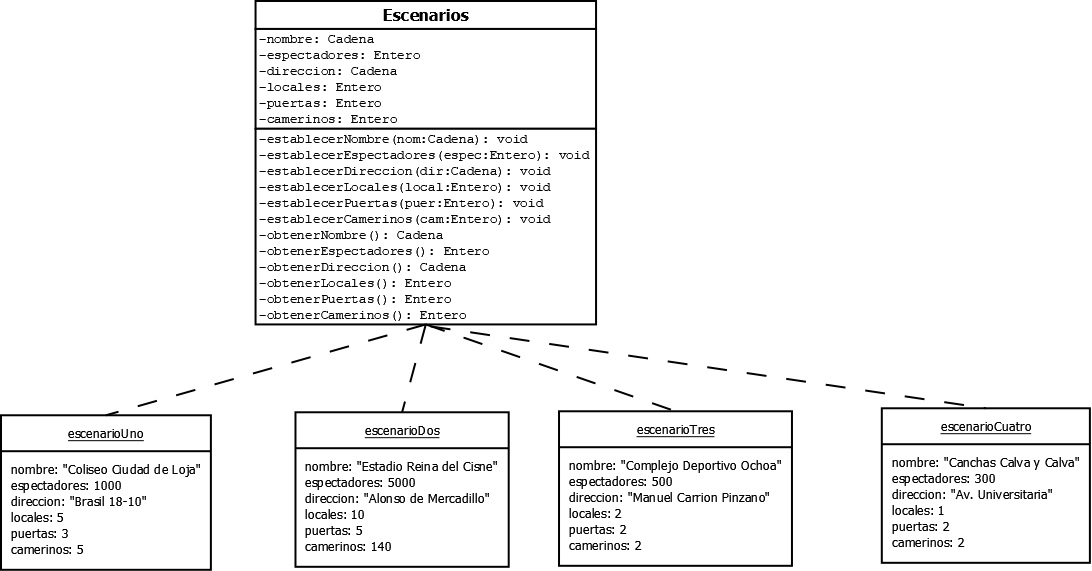 Escenarios
-nombre: Cadena
-espectadores: Entero
-direccion: Cadena
-locales: Entero
-puertas: Entero
-camerinos: Entero
-establecerNombre(nom:Cadena): void
-establecerEspectadores(espec:Entero): void
-establecerDireccion(dir:Cadena): void
-establecerLocales(local:Entero): void
-establecerPuertas(puer:Entero): void
-establecerCamerinos(cam:Entero): void
-obtenerNombre(): Cadena
-obtenerEspectadores(): Entero
-obtenerDireccion(): Cadena
-obtenerLocales(): Entero
-obtenerPuertas(): Entero
-obtenerCamerinos(): Entero
escenarioUno
nombre: "Coliseo Ciudad de Loja"
espectadores: 1000
direccion: "Brasil 18-10"
locales: 5
puertas: 3
camerinos: 5
escenarioDos
nombre: "Estadio Reina del Cisne"
espectadores: 5000
direccion: "Alonso de Mercadillo"
locales: 10
puertas: 5
camerinos: 140
escenarioTres
nombre: "Complejo Deportivo Ochoa"
espectadores: 500
direccion: "Manuel Carrion Pinzano"
locales: 2
puertas: 2
camerinos: 2
escenarioCuatro
nombre: "Canchas Calva y Calva"
espectadores: 300
direccion: "Av. Universitaria"
locales: 1
puertas: 2
camerinos: 2